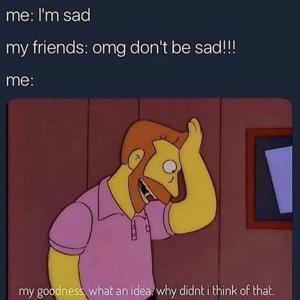 me: I'm sad
my friends: omg don't be sad!!!
me:
my goodness, what an idea. why didnt i think of that.